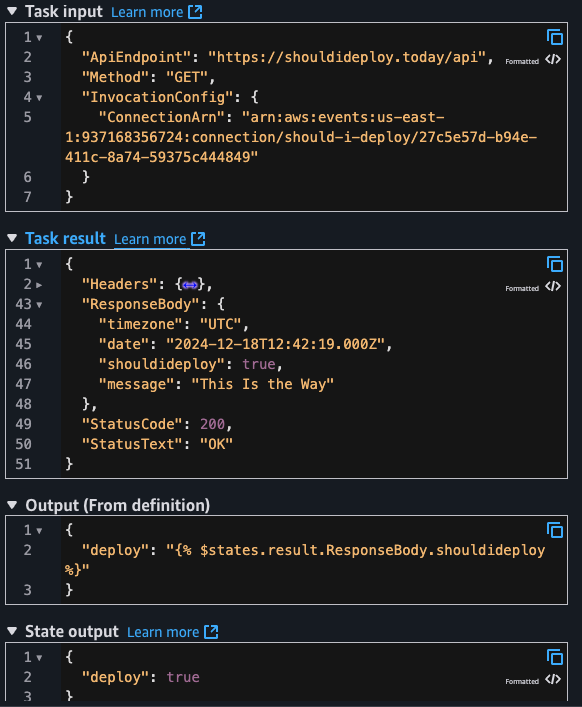 ▼ Task input Learn more
1 ▾ {
2 "ApiEndpoint": "https://shouldideploy.today/api",
Formatted </>
3 "Method": "GET",
4 ▾ "InvocationConfig": {
5 "ConnectionArn": "arn:aws:events:us-east-
1:937168356724:connection/should-i-deploy/27c5e57d-b94e-
411c-8a74-59375c444849"
6 }
7 }
▼ Task result Learn more
1 ▾ {
2 ▸ "Headers": {↔},
Formatted </>
43 ▾ "ResponseBody": {
44 "timezone": "UTC",
45 "date": "2024-12-18T12:42:19.000Z",
46 "shouldideploy": true,
47 "message": "This Is the Way"
48 },
49 "StatusCode": 200,
50 "StatusText": "OK"
51 }
▼ Output (From definition)
1 ▾ {
2 "deploy": "{% $states.result.ResponseBody.shouldideploy
%}"
3 }
▼ State output Learn more
1 ▾ {
2 "deploy": true
Formatted </>
3 }